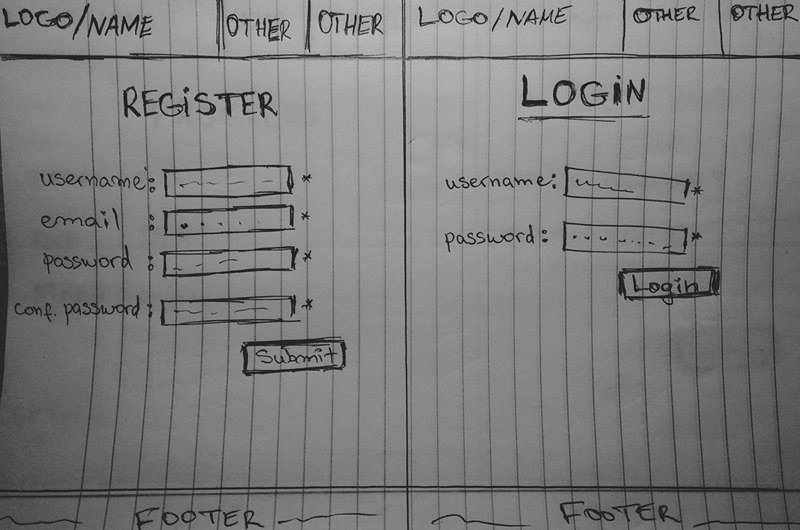 LOGO/NAME OTHER OTHER
REGiSTER
username: *
email : *
password : *
conf. password: *
Submit
FOOTER
LOGO/NAME OTHER OTHER
LOGiN
username: *
password: *
Login
FOOTER